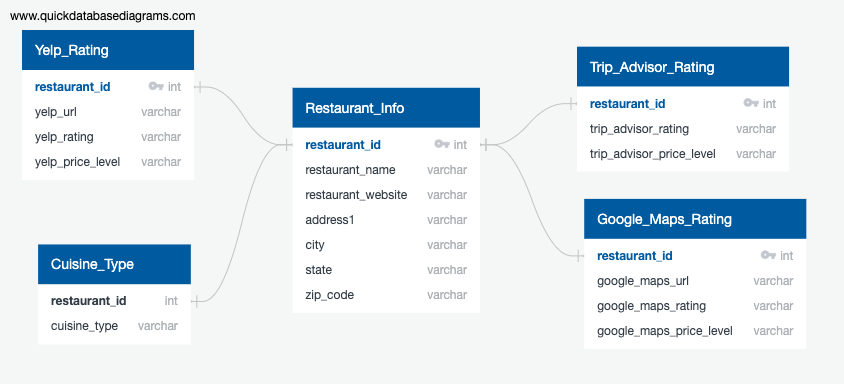 www.quickdatabasediagrams.com
Yelp_Rating
restaurant_id int
yelp_url varchar
yelp_rating varchar
yelp_price_level varchar
Cuisine_Type
restaurant_id int
cuisine_type varchar
Restaurant_Info
restaurant_id int
restaurant_name varchar
restaurant_website varchar
address1 varchar
city varchar
state varchar
zip_code varchar
Trip_Advisor_Rating
restaurant_id int
trip_advisor_rating varchar
trip_advisor_price_level varchar
Google_Maps_Rating
restaurant_id int
google_maps_url varchar
google_maps_rating varchar
google_maps_price_level varchar